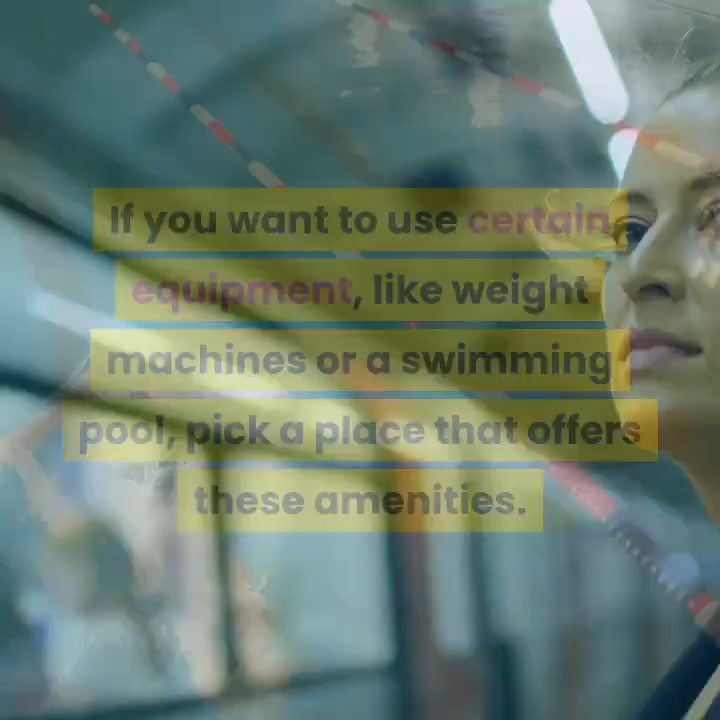 If you want to use certain
equipment, like weight
machines or a swimming
pool, pick a place that offers
these amenities.